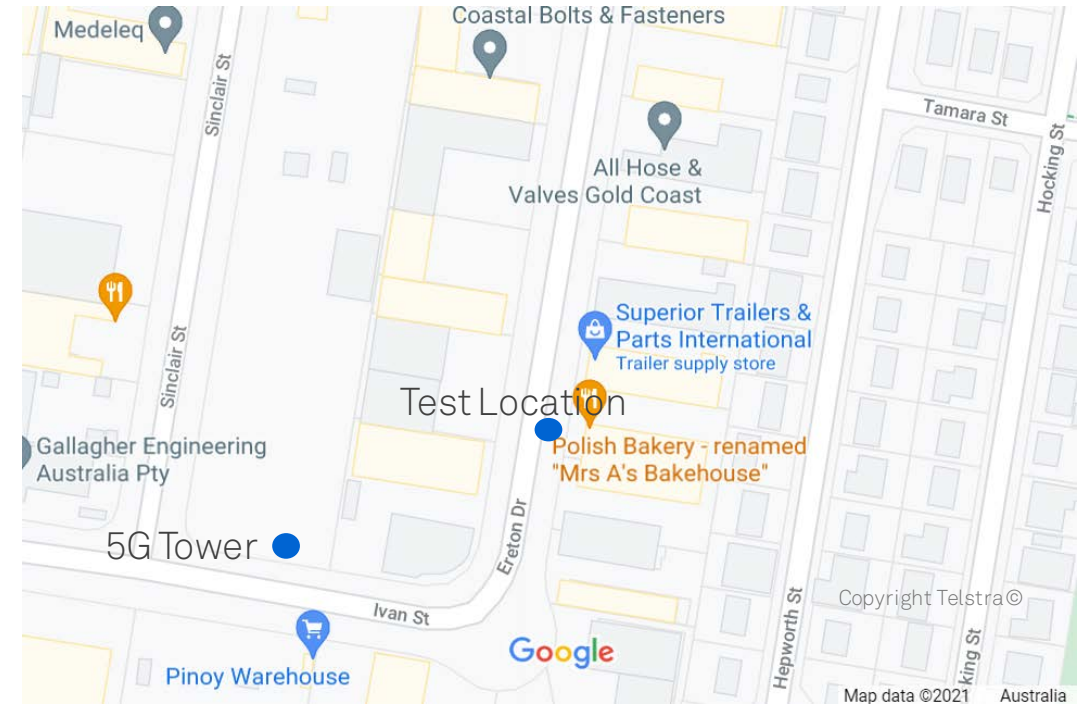 Coastal Bolts & Fasteners
Medeleq
Sinclair St
Tamara St
Hocking St
All Hose &
Valves Gold Coast
Superior Trailers &
Parts International
Trailer supply store
Sinclair St
Test Location
Gallagher Engineering
Australia Pty
Polish Bakery - renamed
"Mrs A's Bakehouse"
Ereton Dr
5G Tower
Ivan St
Hepworth St
Copyright Telstra©
Google
king St
Pinoy Warehouse
Map data ©2021
Australia